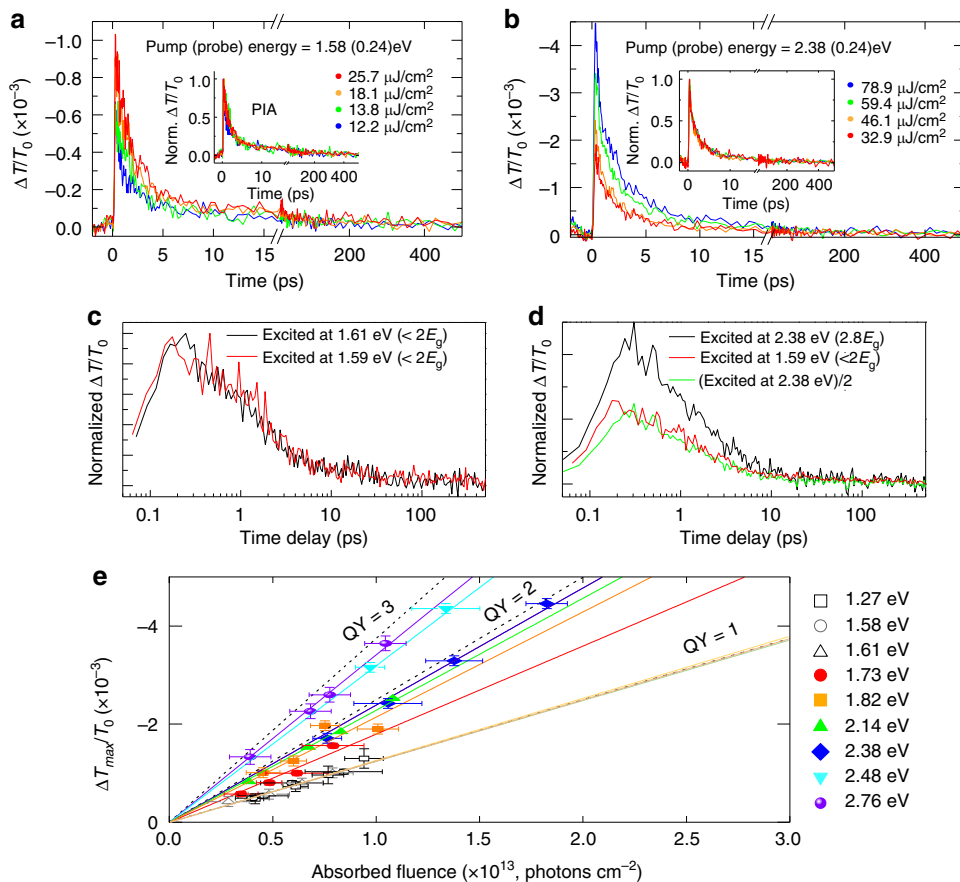 a
Pump (probe) energy = 1.58 (0.24)eV
ΔT/T₀ (×10⁻³)
−1.0
−0.8
−0.6
−0.4
−0.2
0.0
0 5 10 15 200 400
Time (ps)
Norm. ΔT/T₀
1.0
0.5
0.0
PIA
0 10 200 400
Time (ps)
25.7 μJ/cm²
18.1 μJ/cm²
13.8 μJ/cm²
12.2 μJ/cm²
b
Pump (probe) energy = 2.38 (0.24)eV
ΔT/T₀ (×10⁻³)
−4
−3
−2
−1
0
0 5 10 15 200 400
Time (ps)
Norm. ΔT/T₀
1.0
0.5
0.0
0 10 200 400
Time (ps)
78.9 μJ/cm²
59.4 μJ/cm²
46.1 μJ/cm²
32.9 μJ/cm²
c
Normalized ΔT/T₀
Excited at 1.61 eV (< 2Eg)
Excited at 1.59 eV (< 2Eg)
0.1 1 10 100
Time delay (ps)
d
Normalized ΔT/T₀
Excited at 2.38 eV (2.8Eg)
Excited at 1.59 eV (<2Eg)
(Excited at 2.38 eV)/2
0.1 1 10 100
Time delay (ps)
e
ΔTmax/T₀ (×10⁻³)
−4
−2
0
QY = 3
QY = 2
QY = 1
0 0.5 1.0 1.5 2.0 2.5 3.0
Absorbed fluence (×10¹³, photons cm⁻²)
1.27 eV
1.58 eV
1.61 eV
1.73 eV
1.82 eV
2.14 eV
2.38 eV
2.48 eV
2.76 eV